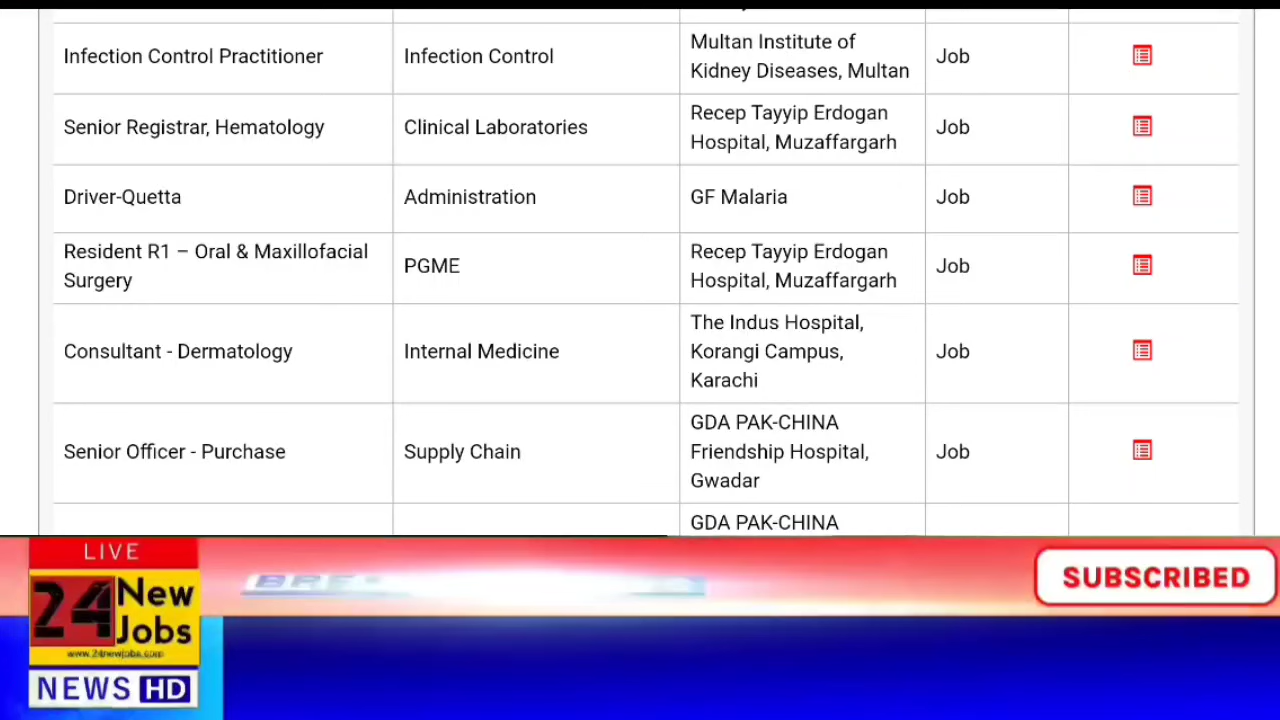 Infection Control Practitioner
Infection Control
Multan Institute of
Kidney Diseases, Multan
Job
Senior Registrar, Hematology
Clinical Laboratories
Recep Tayyip Erdogan
Hospital, Muzaffargarh
Job
Driver-Quetta
Administration
GF Malaria
Job
Resident R1 – Oral & Maxillofacial
Surgery
PGME
Recep Tayyip Erdogan
Hospital, Muzaffargarh
Job
Consultant - Dermatology
Internal Medicine
The Indus Hospital,
Korangi Campus,
Karachi
Job
Senior Officer - Purchase
Supply Chain
GDA PAK-CHINA
Friendship Hospital,
Gwadar
Job
GDA PAK-CHINA
LIVE
24 New
Jobs
www.24newjobs.com
NEWS HD
SUBSCRIBED